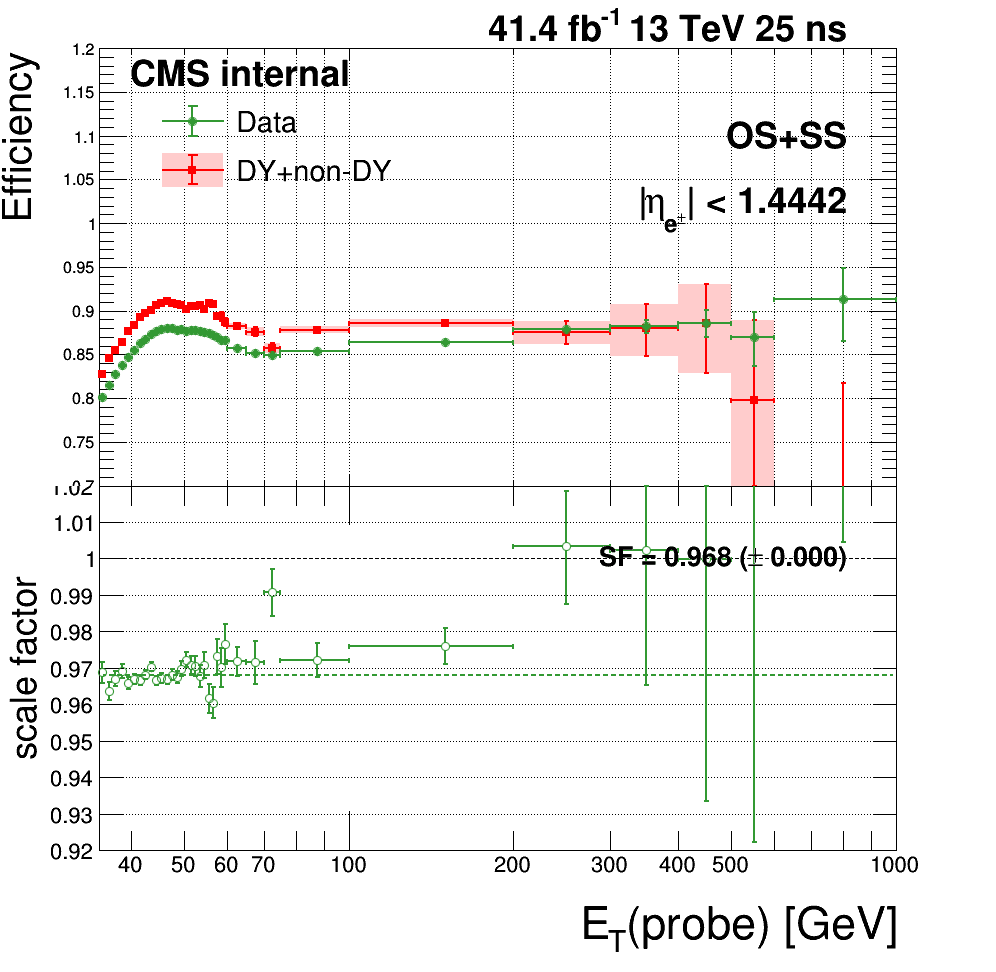 41.4 fb⁻¹ 13 TeV 25 ns
Efficiency
1.2
1.15
1.1
1.05
1
0.95
0.9
0.85
0.8
0.75
CMS internal
Data
DY+non-DY
OS+SS
|η_e±| < 1.4442
scale factor
1.02
1.01
1
0.99
0.98
0.97
0.96
0.95
0.94
0.93
0.92
SF = 0.968 (± 0.000)
40 50 60 70 100 200 300 400 500 1000
E_T(probe) [GeV]